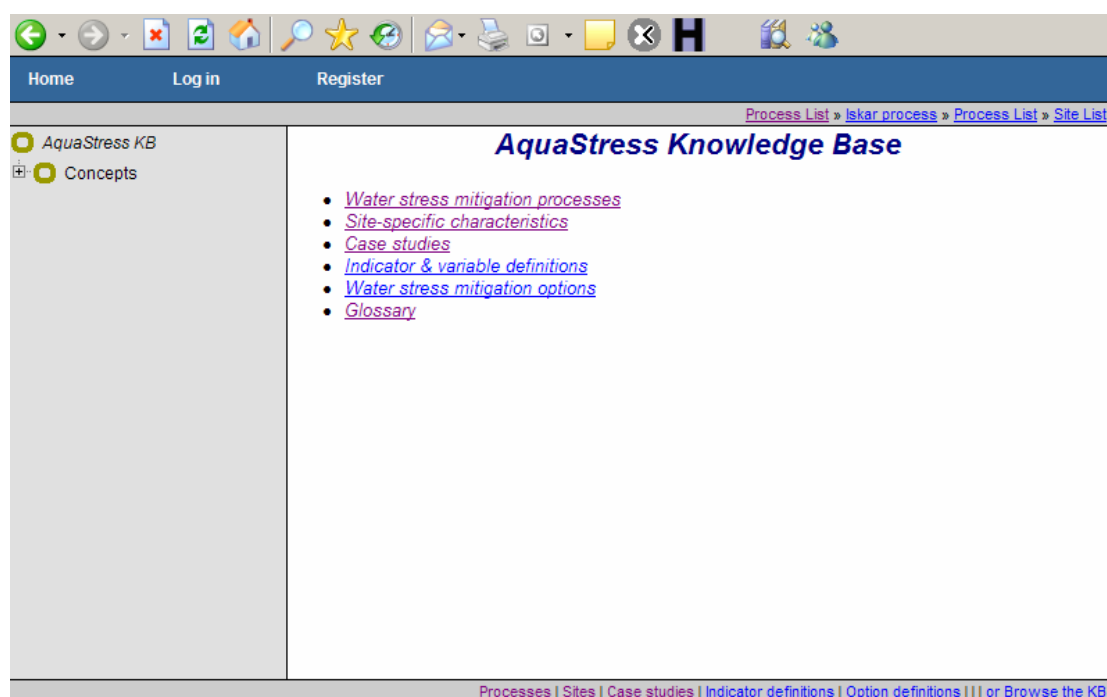 Home Log in Register
Process List » Iskar process » Process List » Site List
AquaStress KB
Concepts
AquaStress Knowledge Base
Water stress mitigation processes
Site-specific characteristics
Case studies
Indicator & variable definitions
Water stress mitigation options
Glossary
Processes | Sites | Case studies | Indicator definitions | Option definitions | | | or Browse the KB